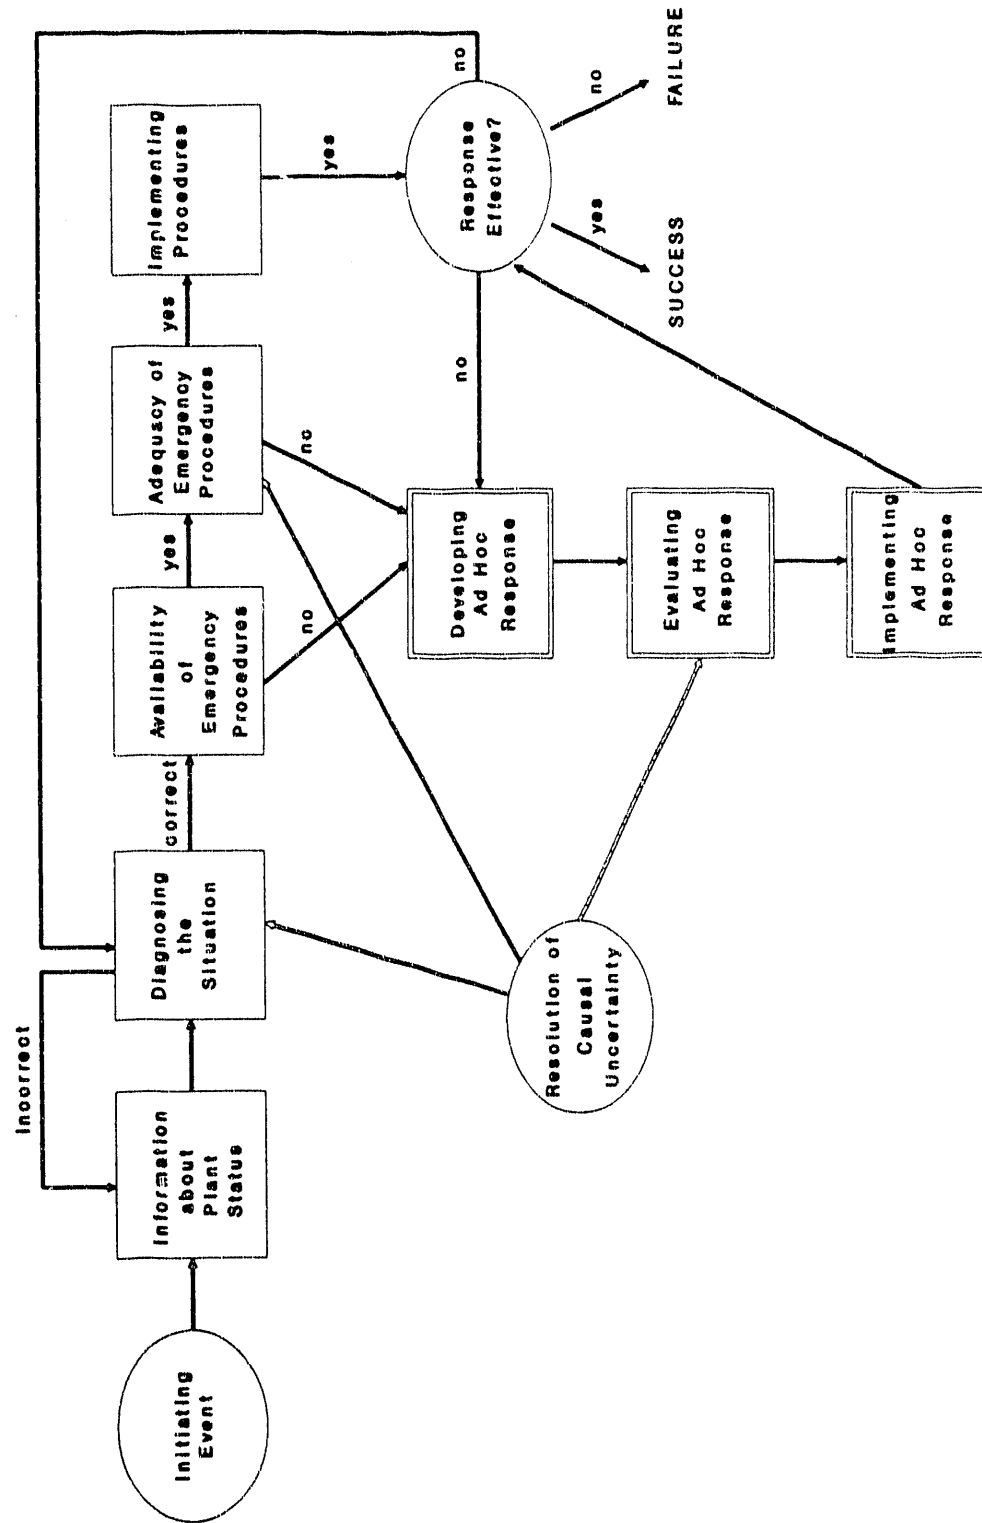 Initiating
Event
Information
about
Plant
Status
Incorrect
Diagnosing
the
Situation
correct
Availability
of
Emergency
Procedures
yes
no
Adequacy of
Emergency
Procedures
yes
no
Implementing
Procedures
yes
Response
Effective?
no
no
no
FAILURE
yes
SUCCESS
Developing
Ad Hoc
Response
Evaluating
Ad Hoc
Response
Implementing
Ad Hoc
Response
Resolution of
Causal
Uncertainty